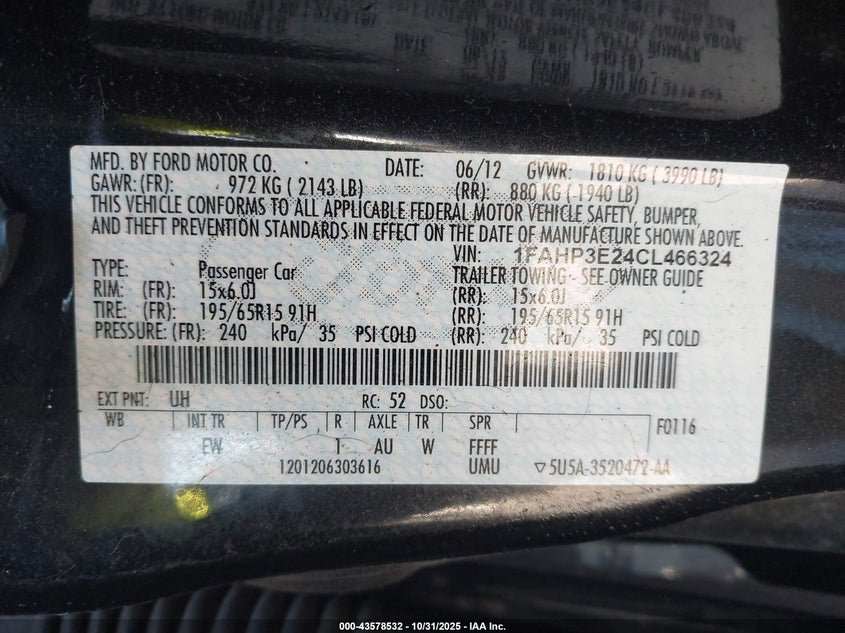 MFD. BY FORD MOTOR CO. DATE: 06/12 GVWR: 1810 KG ( 3990 LB)
GAWR: (FR): 972 KG ( 2143 LB) (RR): 880 KG ( 1940 LB)
THIS VEHICLE CONFORMS TO ALL APPLICABLE FEDERAL MOTOR VEHICLE SAFETY, BUMPER,
AND THEFT PREVENTION STANDARDS IN EFFECT ON THE DATE OF MANUFACTURE SHOWN ABOVE.
VIN: 1FAHP3E24CL466324
TYPE: Passenger Car TRAILER TOWING - SEE OWNER GUIDE
RIM: (FR): 15x6.0J (RR): 15x6.0J
TIRE: (FR): 195/65R15 91H (RR): 195/65R15 91H
PRESSURE: (FR): 240 kPa/ 35 PSI COLD (RR): 240 kPa/ 35 PSI COLD
EXT PNT: UH RC: 52 DSO:
WB INT TR TP/PS R AXLE TR SPR F0116
EW 1 AU W FFFF
1201206303616 UMU ▽5U5A-3520472-AA
000-43578532 - 10/31/2025 - IAA Inc.